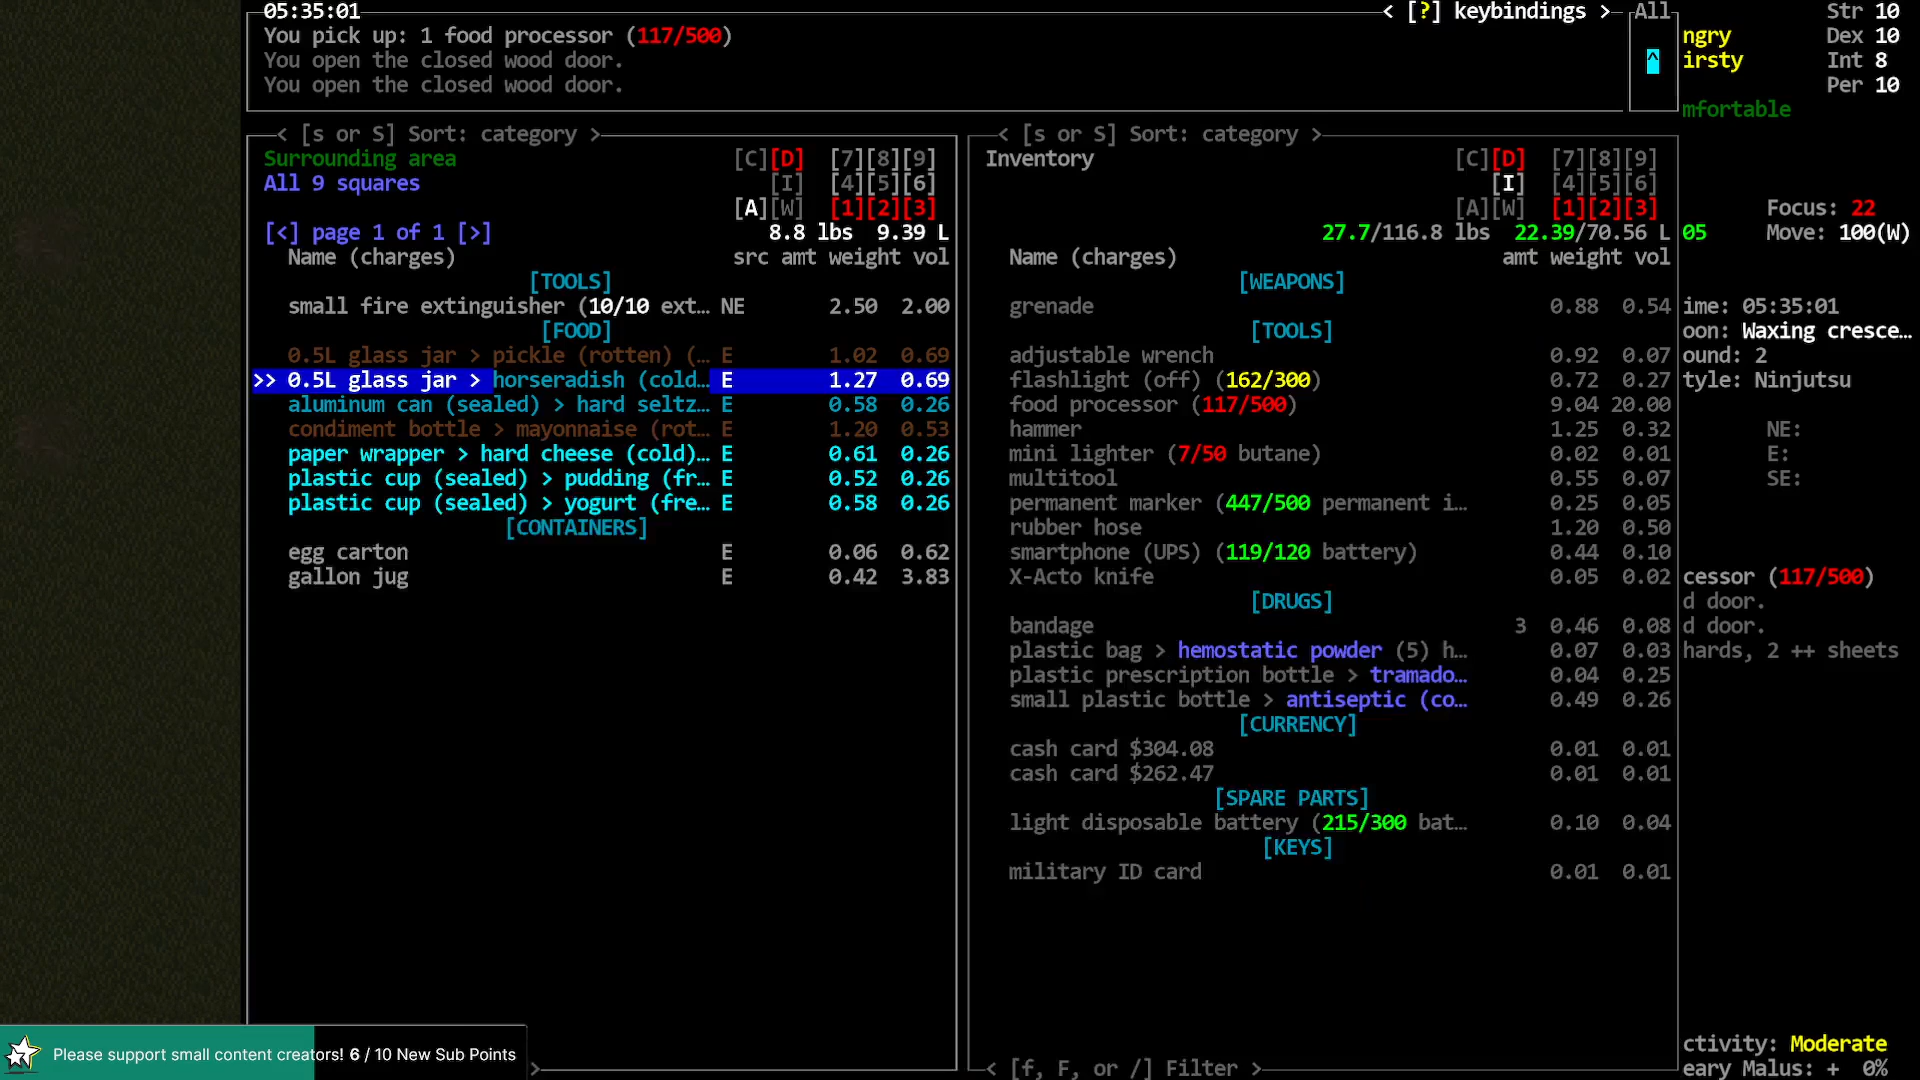 05:35:01 < [?] keybindings > All Str 10
You pick up: 1 food processor (117/500) ngry Dex 10
You open the closed wood door. ^ irsty Int 8
You open the closed wood door. Per 10
mfortable
< [s or S] Sort: category > < [s or S] Sort: category >
Surrounding area [C][D] [7][8][9] Inventory [C][D] [7][8][9]
All 9 squares [I] [4][5][6] [I] [4][5][6]
[A][W] [1][2][3] [A][W] [1][2][3] Focus: 22
[<] page 1 of 1 [>] 8.8 lbs 9.39 L 27.7/116.8 lbs 22.39/70.56 L 05 Move: 100(W)
Name (charges) src amt weight vol Name (charges) amt weight vol
[TOOLS] [WEAPONS]
small fire extinguisher (10/10 ext… NE 2.50 2.00 grenade 0.88 0.54 ime: 05:35:01
[FOOD] [TOOLS] oon: Waxing cresce…
0.5L glass jar > pickle (rotten) (… E 1.02 0.69 adjustable wrench 0.92 0.07 ound: 2
>> 0.5L glass jar > horseradish (cold… E 1.27 0.69 flashlight (off) (162/300) 0.72 0.27 tyle: Ninjutsu
aluminum can (sealed) > hard seltz… E 0.58 0.26 food processor (117/500) 9.04 20.00
condiment bottle > mayonnaise (rot… E 1.20 0.53 hammer 1.25 0.32 NE:
paper wrapper > hard cheese (cold)… E 0.61 0.26 mini lighter (7/50 butane) 0.02 0.01 E:
plastic cup (sealed) > pudding (fr… E 0.52 0.26 multitool 0.55 0.07 SE:
plastic cup (sealed) > yogurt (fre… E 0.58 0.26 permanent marker (447/500 permanent i… 0.25 0.05
[CONTAINERS] rubber hose 1.20 0.50
egg carton E 0.06 0.62 smartphone (UPS) (119/120 battery) 0.44 0.10
gallon jug E 0.42 3.83 X-Acto knife 0.05 0.02 cessor (117/500)
[DRUGS] d door.
bandage 3 0.46 0.08 d door.
plastic bag > hemostatic powder (5) h… 0.07 0.03 hards, 2 ++ sheets
plastic prescription bottle > tramado… 0.04 0.25
small plastic bottle > antiseptic (co… 0.49 0.26
[CURRENCY]
cash card $304.08 0.01 0.01
cash card $262.47 0.01 0.01
[SPARE PARTS]
light disposable battery (215/300 bat… 0.10 0.04
[KEYS]
military ID card 0.01 0.01
Please support small content creators! 6 / 10 New Sub Points ctivity: Moderate
> < [f, F, or /] Filter > eary Malus: + 0%